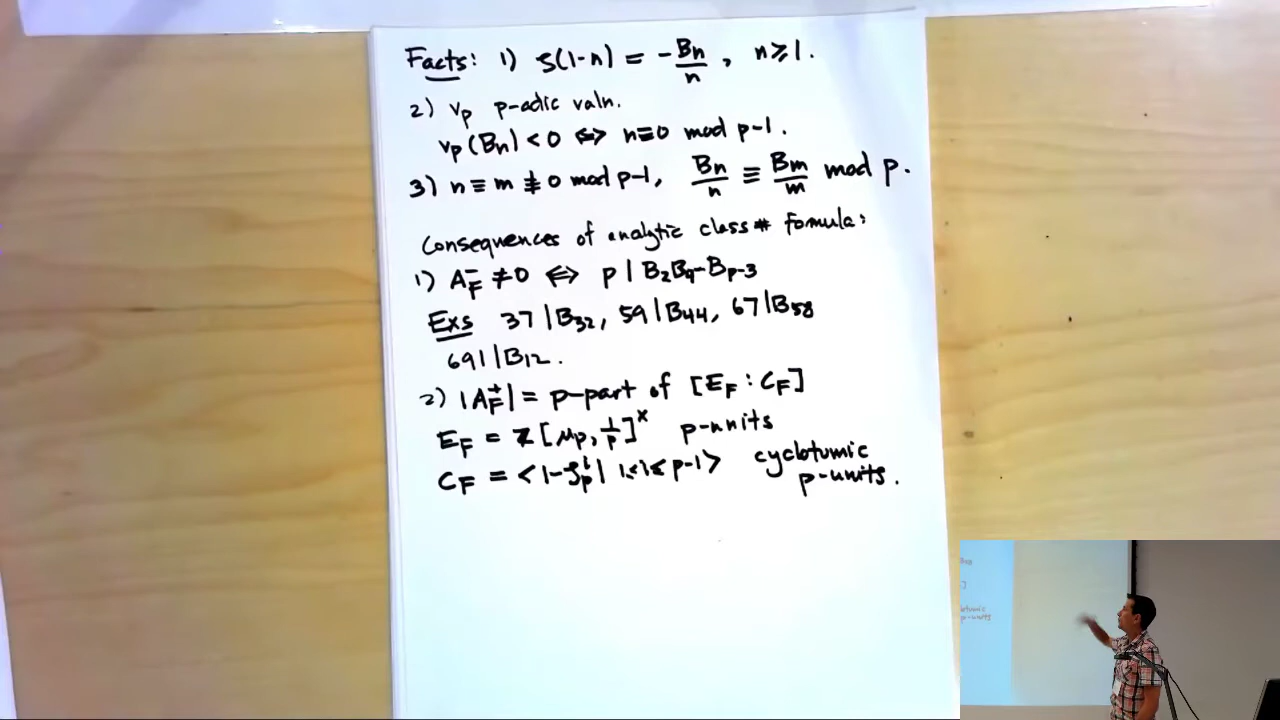 Facts: 1) ζ(1-n) = -Bn/n, n≥1.
2) vp p-adic valn.
vp(Bn)<0 ⇔ n≡0 mod p-1.
3) n≡m≢0 mod p-1, Bn/n ≡ Bm/m mod p.
Consequences of analytic class # formula:
1) A⁻F ≠0 ⇔ p | B2B4-Bp-3
Exs 37|B32, 59|B44, 67|B58
691|B12.
2) |A⁺F| = p-part of [EF : CF]
EF = Z[μp, 1/p]^× p-units
CF = <1-ζp^i | 1≤i≤p-1> cyclotomic
p-units.